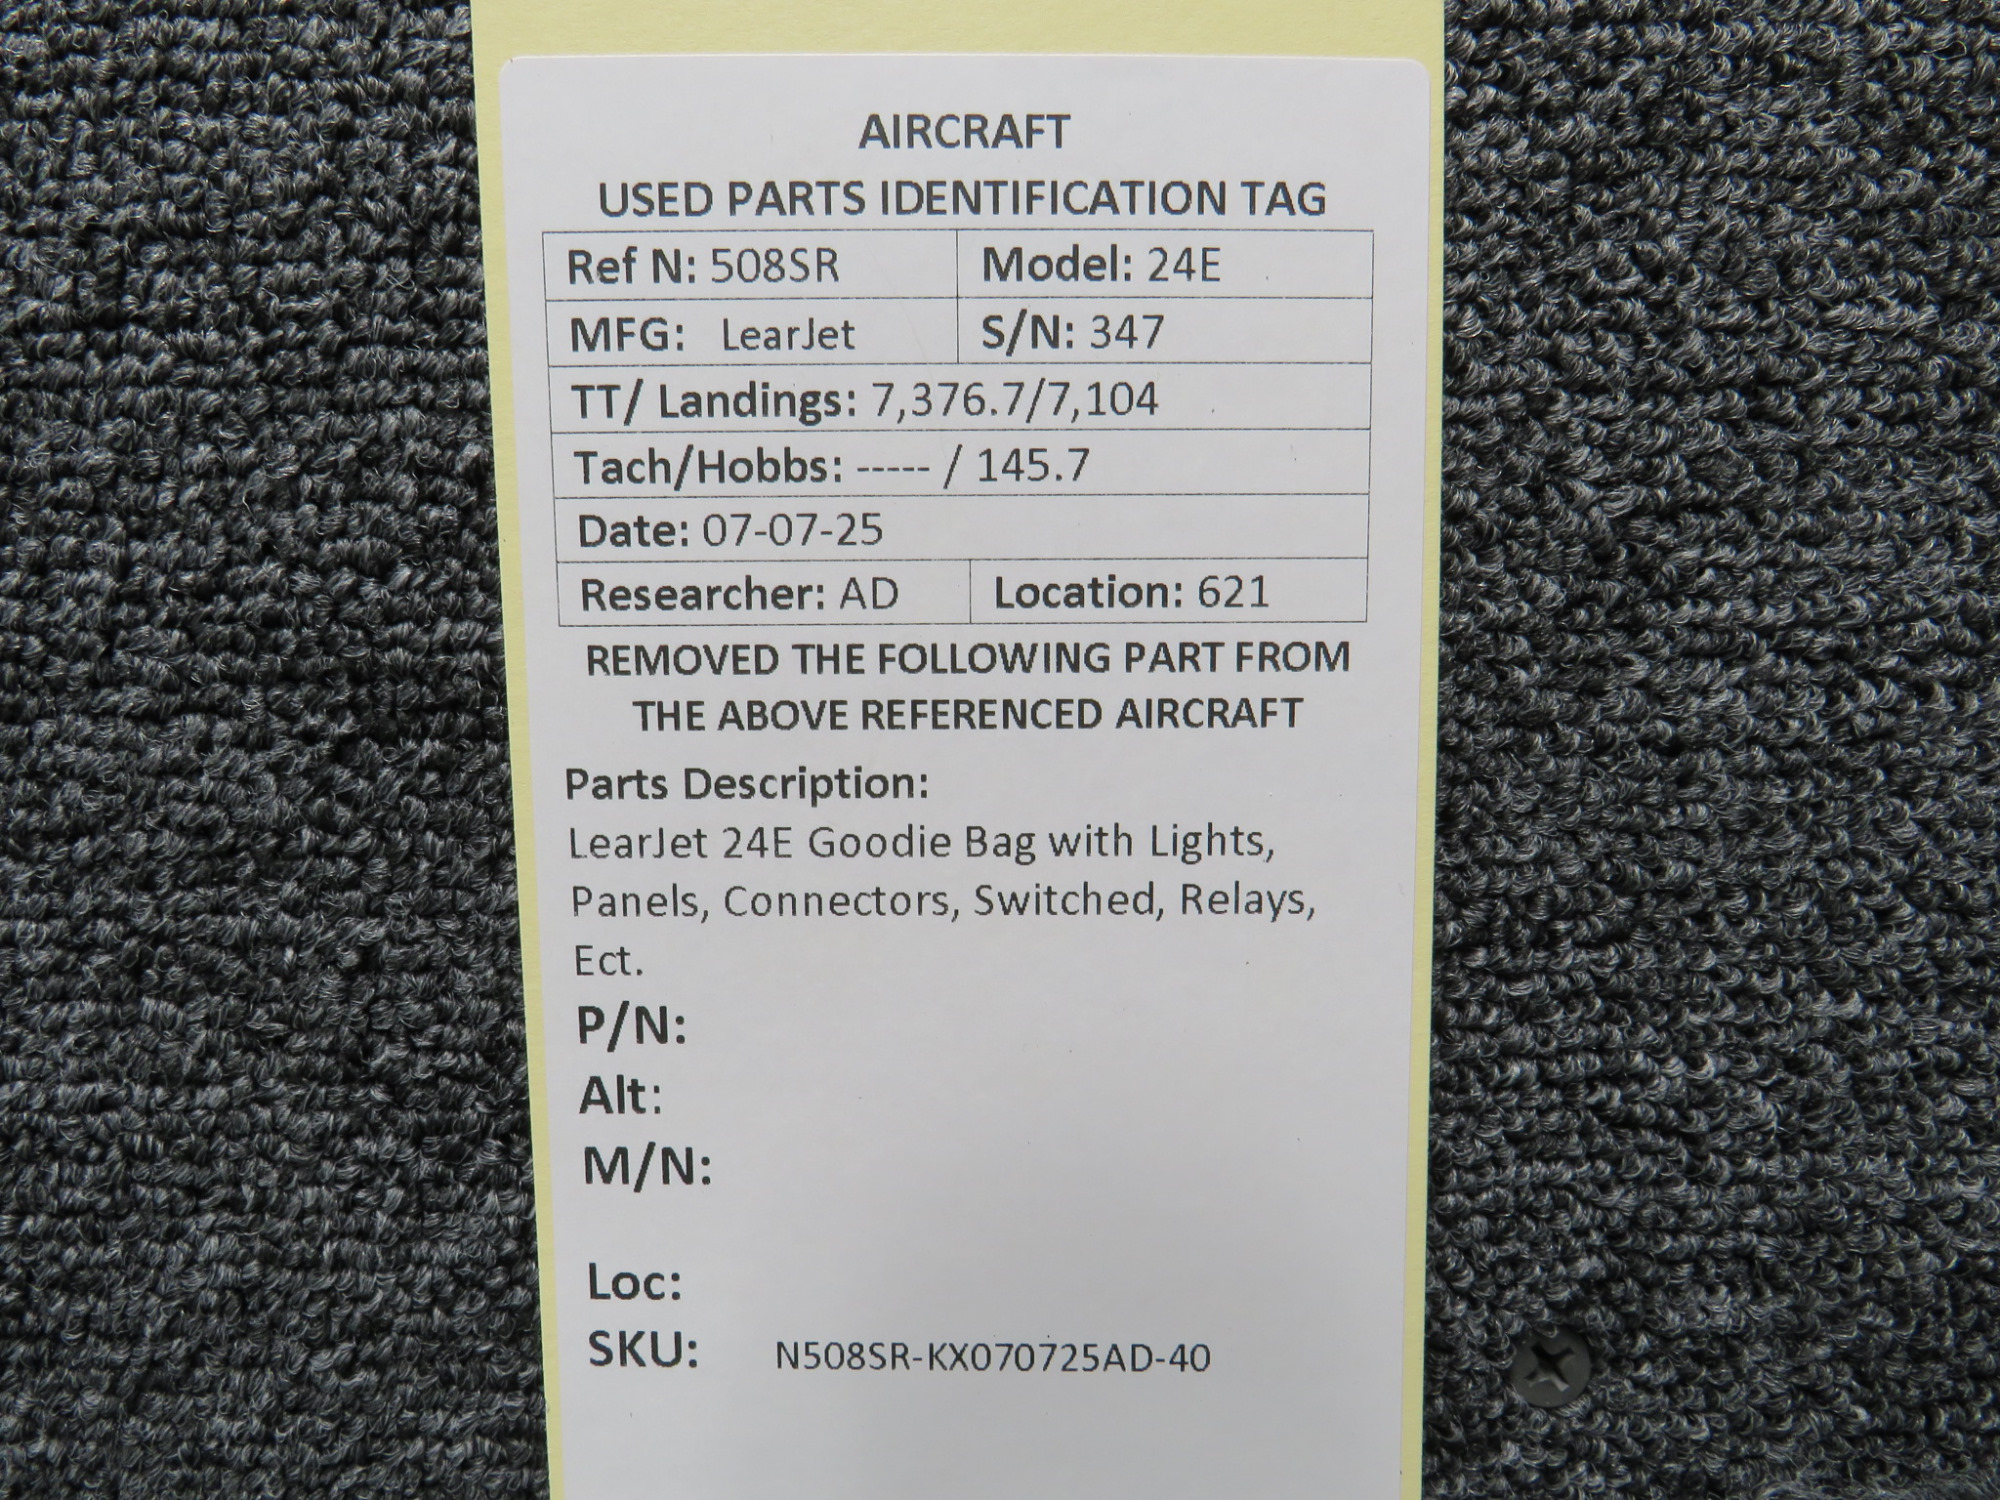 AIRCRAFT
USED PARTS IDENTIFICATION TAG
Ref N: 508SR Model: 24E
MFG: LearJet S/N: 347
TT/ Landings: 7,376.7/7,104
Tach/Hobbs: ----- / 145.7
Date: 07-07-25
Researcher: AD Location: 621
REMOVED THE FOLLOWING PART FROM
THE ABOVE REFERENCED AIRCRAFT
Parts Description:
LearJet 24E Goodie Bag with Lights,
Panels, Connectors, Switched, Relays,
Ect.
P/N:
Alt:
M/N:
Loc:
SKU: N508SR-KX070725AD-40